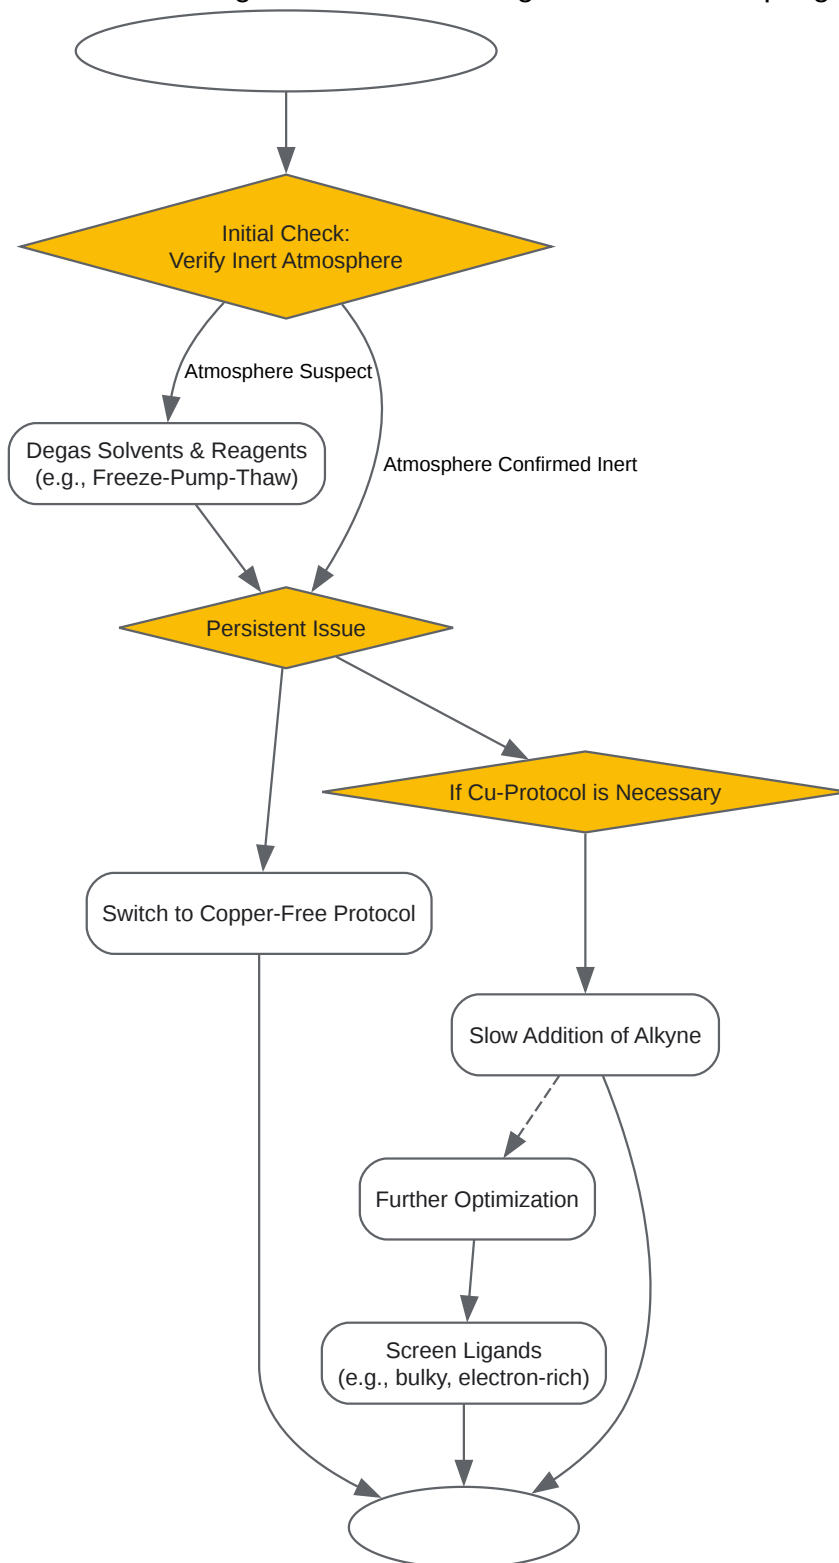 Initial Check:
Verify Inert Atmosphere
Atmosphere Suspect
Degas Solvents & Reagents
(e.g., Freeze-Pump-Thaw)
Atmosphere Confirmed Inert
Persistent Issue
If Cu-Protocol is Necessary
Switch to Copper-Free Protocol
Slow Addition of Alkyne
Further Optimization
Screen Ligands
(e.g., bulky, electron-rich)